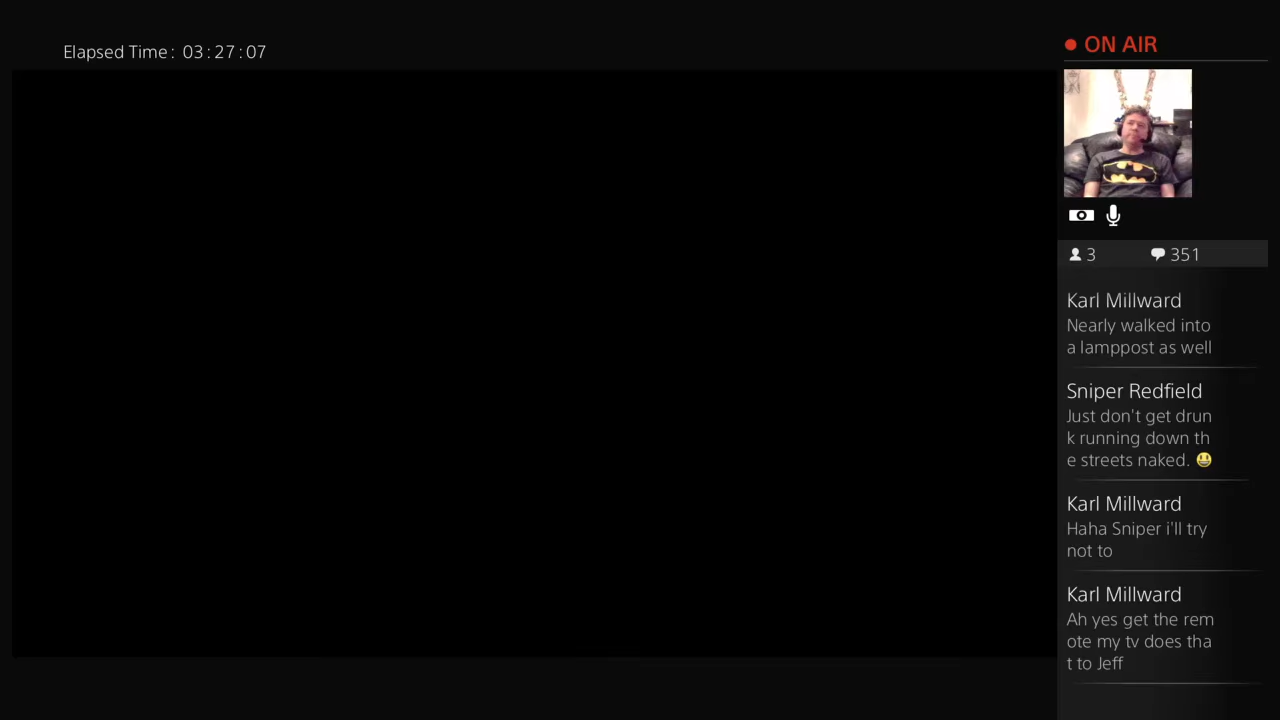 Elapsed Time: 03:27:07
ON AIR
3 351
Karl Millward
Nearly walked into
a lamppost as well
Sniper Redfield
Just don't get drun
k running down th
e streets naked. 😃
Karl Millward
Haha Sniper i'll try
not to
Karl Millward
Ah yes get the rem
ote my tv does tha
t to Jeff